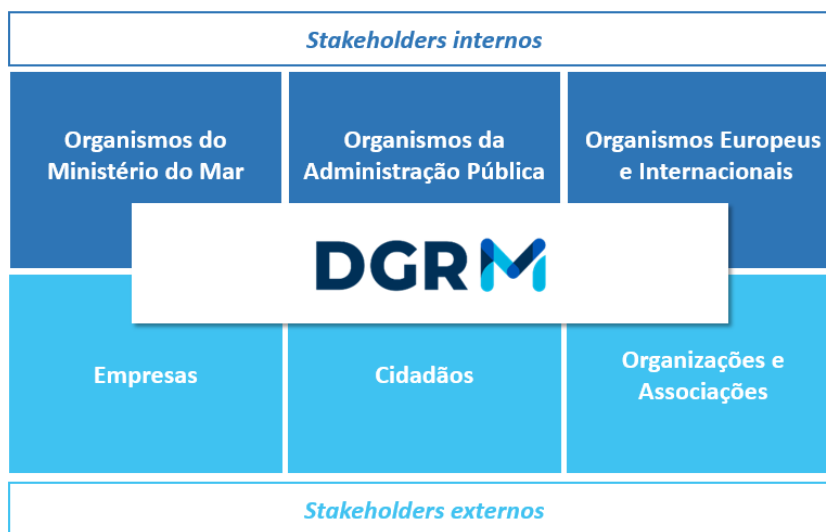 Stakeholders internos
Organismos do
Ministério do Mar
Organismos da
Administração Pública
Organismos Europeus
e Internacionais
DGRM
Empresas
Cidadãos
Organizações e
Associações
Stakeholders externos